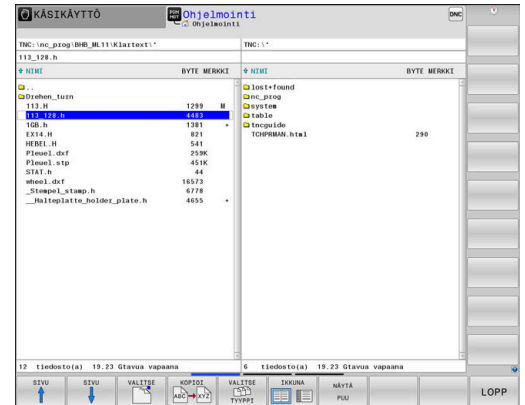 KÄSIKÄYTTÖ
Ohjelmointi
Ohjelmointi
DNC
TNC:\nc_prog\BHB_ML11\Klartext\*
113_128.h
NIMI BYTE MERKKI
..
Drehen_turn
113.H 1299 M
113_128.h 4483
1GB.h 1381 +
EX14.H 821
HEBEL.H 541
Pleuel.dxf 259K
Pleuel.stp 451K
STAT.h 44
wheel.dxf 16573
_Stempel_stamp.h 6778
__Halteplatte_holder_plate.h 4655 +
12 tiedosto(a) 19.23 Gtavua vapaana
TNC:\*
NIMI BYTE MERKKI
lost+found
nc_prog
system
table
tncguide
TCHPRMAN.html 290
6 tiedosto(a) 19.23 Gtavua vapaana
SIVU
SIVU
VALITSE
KOPIOI
ABC XYZ
VALITSE
TYYPPI
IKKUNA
NÄYTÄ
PUU
LOPP